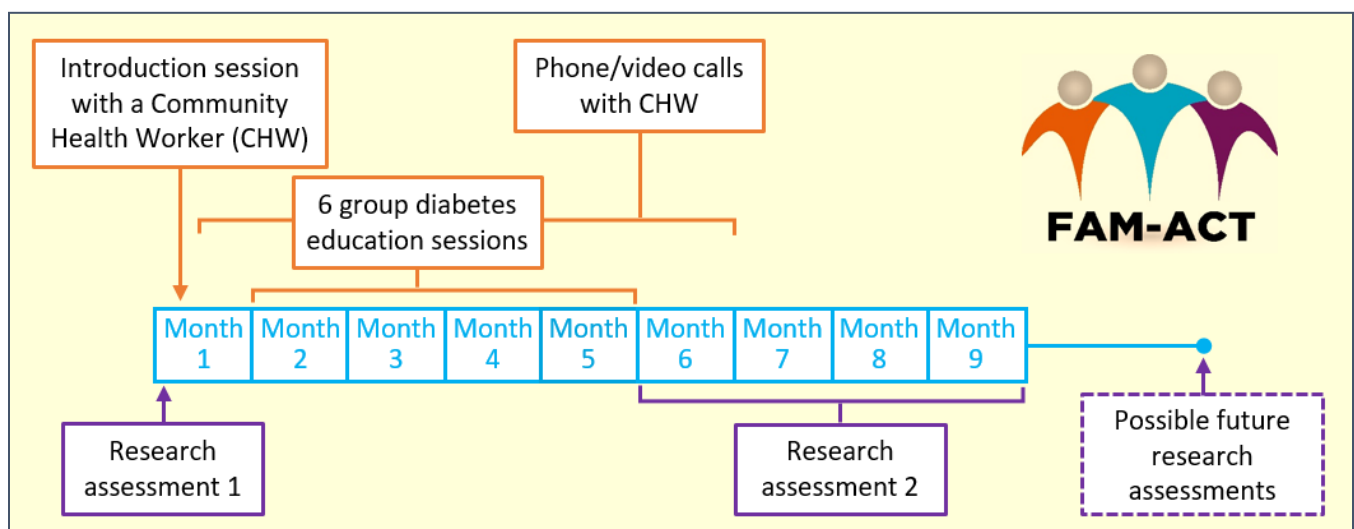 Introduction session
with a Community
Health Worker (CHW)
Phone/video calls
with CHW
6 group diabetes
education sessions
FAM-ACT
Month
1
Month
2
Month
3
Month
4
Month
5
Month
6
Month
7
Month
8
Month
9
Research
assessment 1
Research
assessment 2
Possible future
research
assessments